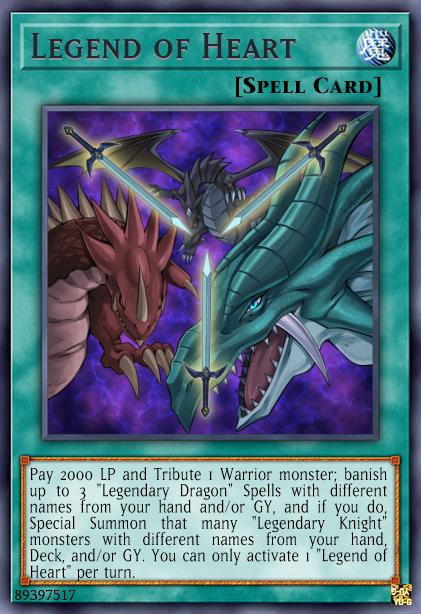 Legend of Heart
魔
[Spell Card]
Pay 2000 LP and Tribute 1 Warrior monster; banish
up to 3 "Legendary Dragon" Spells with different
names from your hand and/or GY, and if you do,
Special Summon that many "Legendary Knight"
monsters with different names from your hand,
Deck, and/or GY. You can only activate 1 "Legend of
Heart" per turn.
89397517